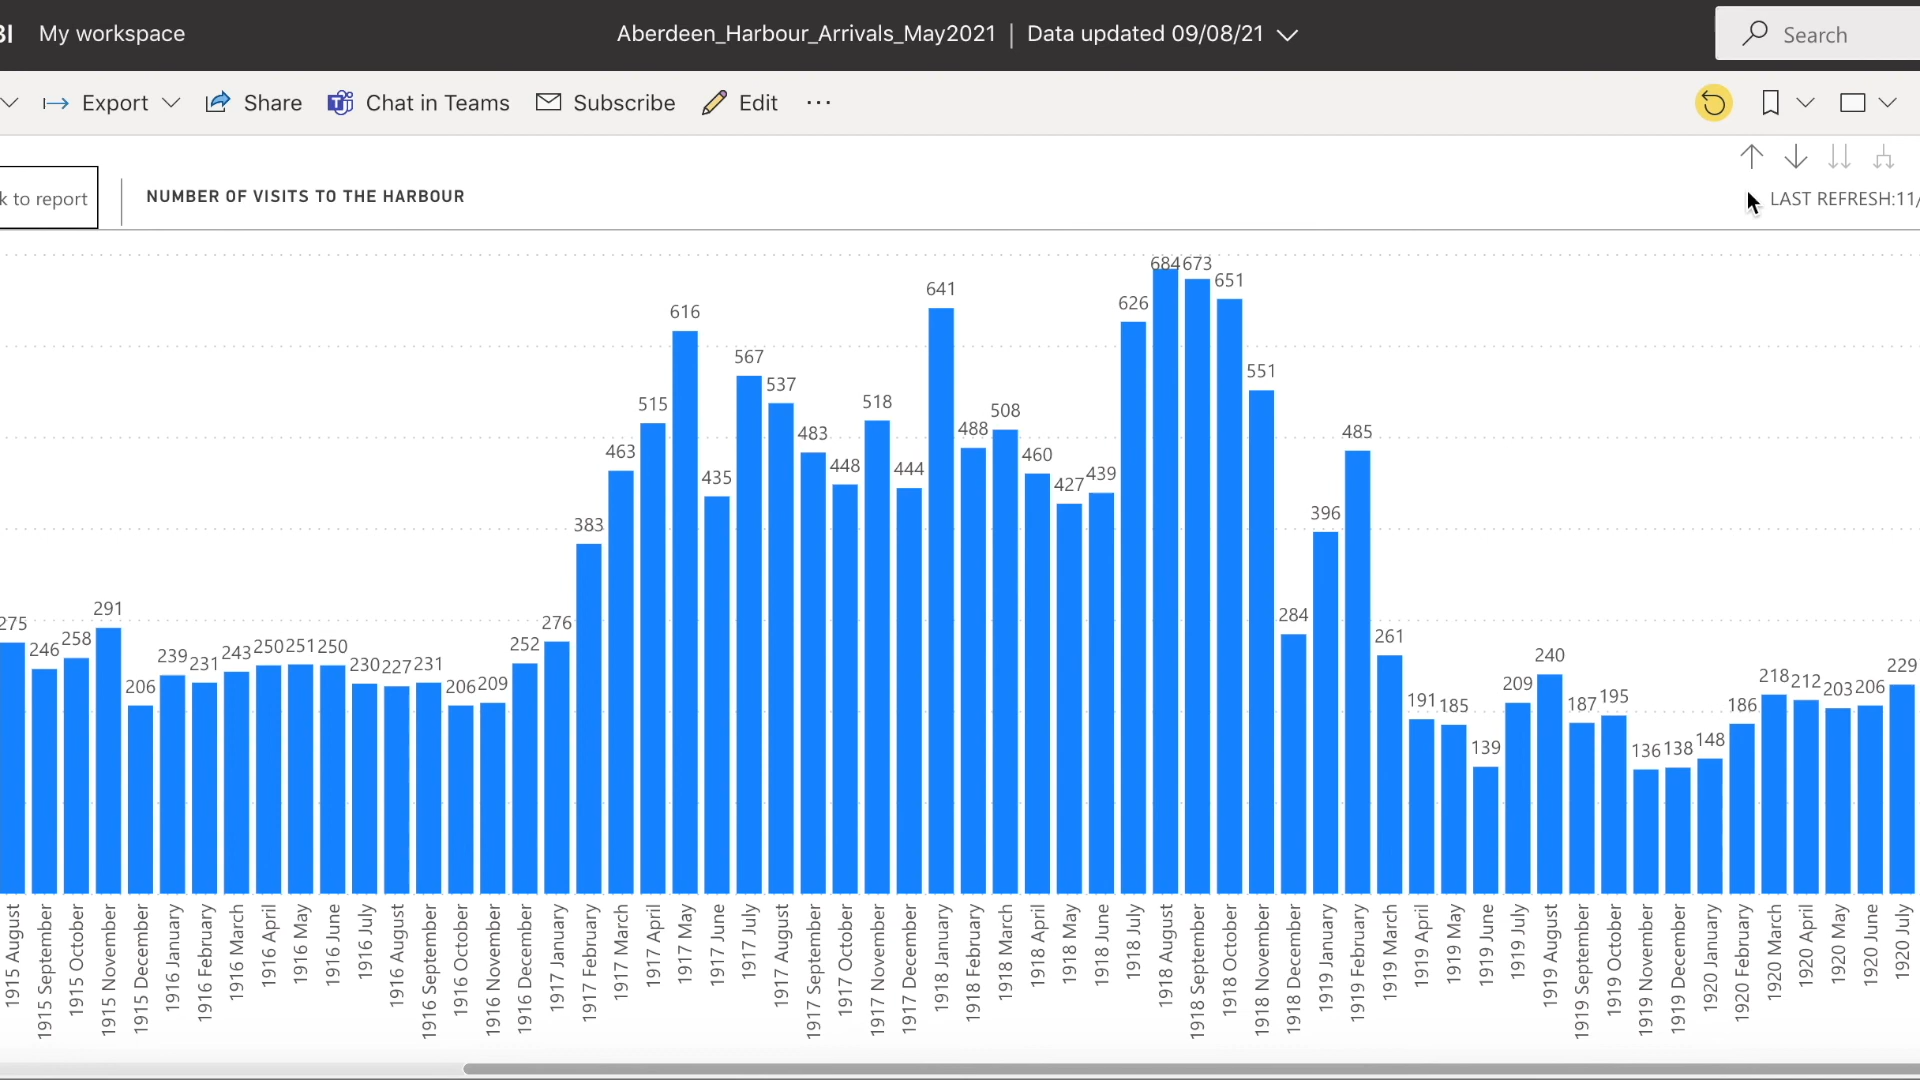 BI My workspace Aberdeen_Harbour_Arrivals_May2021 | Data updated 09/08/21 Search
Export Share Chat in Teams Subscribe Edit ...
k to report NUMBER OF VISITS TO THE HARBOUR LAST REFRESH:11/
275 246 258 291 206 239 231 243 250 251 250 230 227 231 206 209 252 276 383 463 515 616 435 567 537 483 448 518 444 641 488 508 460 427 439 626 684 673 651 551 284 396 485 261 191 185 139 209 240 187 195 136 138 148 186 218 212 203 206 229
1915 August
1915 September
1915 October
1915 November
1915 December
1916 January
1916 February
1916 March
1916 April
1916 May
1916 June
1916 July
1916 August
1916 September
1916 October
1916 November
1916 December
1917 January
1917 February
1917 March
1917 April
1917 May
1917 June
1917 July
1917 August
1917 September
1917 October
1917 November
1917 December
1918 January
1918 February
1918 March
1918 April
1918 May
1918 June
1918 July
1918 August
1918 September
1918 October
1918 November
1918 December
1919 January
1919 February
1919 March
1919 April
1919 May
1919 June
1919 July
1919 August
1919 September
1919 October
1919 November
1919 December
1920 January
1920 February
1920 March
1920 April
1920 May
1920 June
1920 July